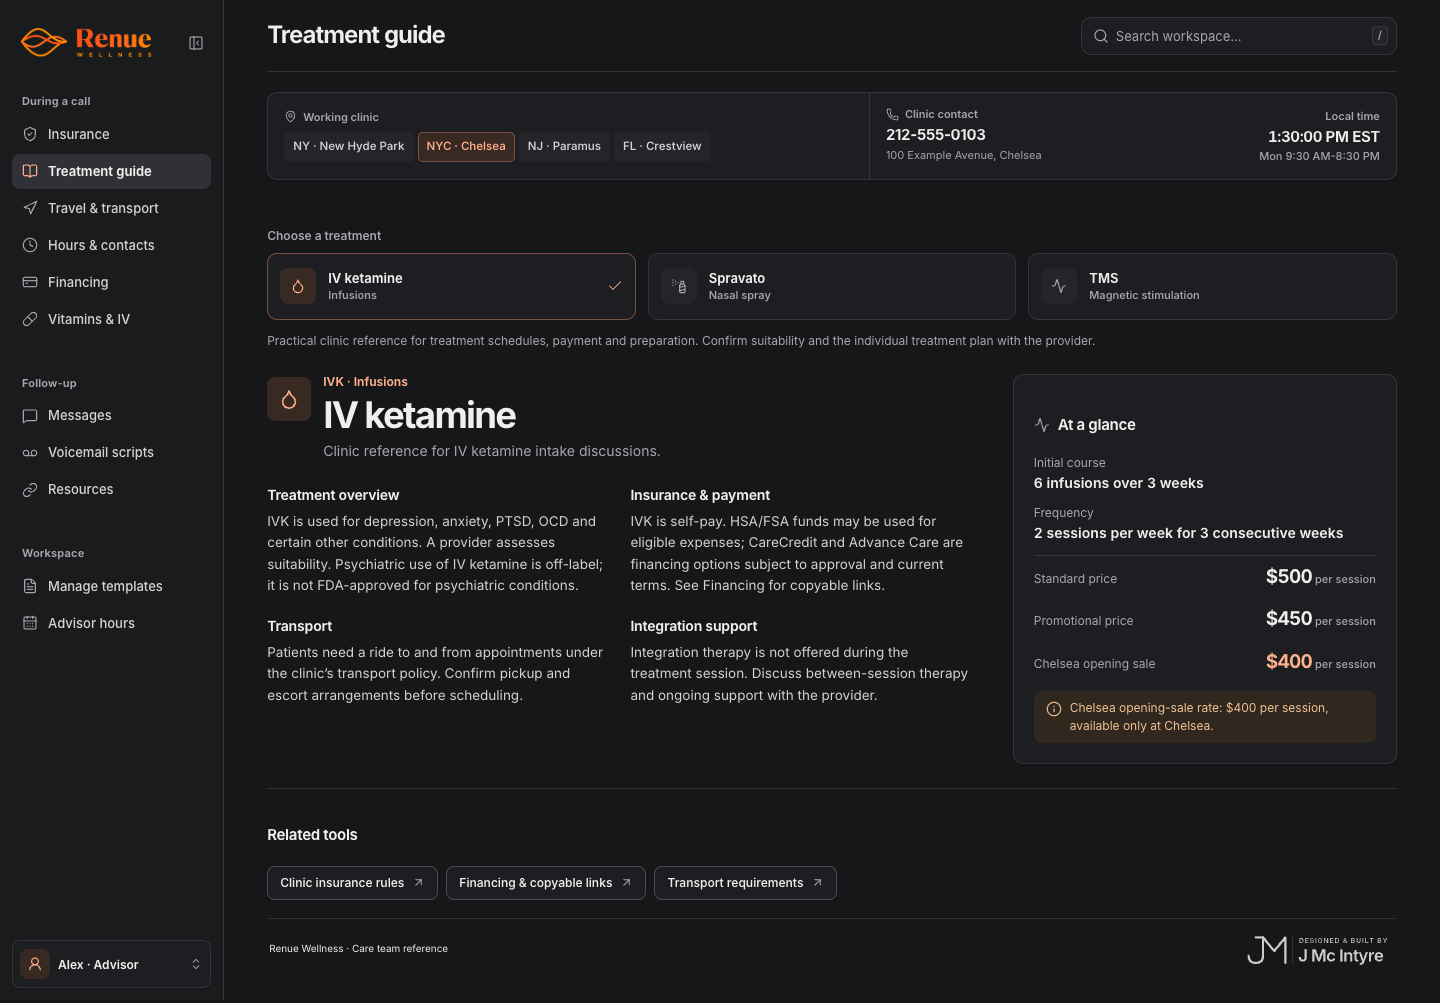 Renue
WELLNESS
During a call
Insurance
Treatment guide
Travel & transport
Hours & contacts
Financing
Vitamins & IV
Follow-up
Messages
Voicemail scripts
Resources
Workspace
Manage templates
Advisor hours
Alex · Advisor
Treatment guide
Search workspace...
/
Working clinic
NY · New Hyde Park
NYC · Chelsea
NJ · Paramus
FL · Crestview
Clinic contact
212-555-0103
100 Example Avenue, Chelsea
Local time
1:30:00 PM EST
Mon 9:30 AM-8:30 PM
Choose a treatment
IV ketamine
Infusions
Spravato
Nasal spray
TMS
Magnetic stimulation
Practical clinic reference for treatment schedules, payment and preparation. Confirm suitability and the individual treatment plan with the provider.
IVK · Infusions
IV ketamine
Clinic reference for IV ketamine intake discussions.
Treatment overview
IVK is used for depression, anxiety, PTSD, OCD and
certain other conditions. A provider assesses
suitability. Psychiatric use of IV ketamine is off-label;
it is not FDA-approved for psychiatric conditions.
Insurance & payment
IVK is self-pay. HSA/FSA funds may be used for
eligible expenses; CareCredit and Advance Care are
financing options subject to approval and current
terms. See Financing for copyable links.
Transport
Patients need a ride to and from appointments under
the clinic’s transport policy. Confirm pickup and
escort arrangements before scheduling.
Integration support
Integration therapy is not offered during the
treatment session. Discuss between-session therapy
and ongoing support with the provider.
At a glance
Initial course
6 infusions over 3 weeks
Frequency
2 sessions per week for 3 consecutive weeks
Standard price
$500 per session
Promotional price
$450 per session
Chelsea opening sale
$400 per session
Chelsea opening-sale rate: $400 per session,
available only at Chelsea.
Related tools
Clinic insurance rules
Financing & copyable links
Transport requirements
Renue Wellness · Care team reference
JM
DESIGNED & BUILT BY
J Mc Intyre